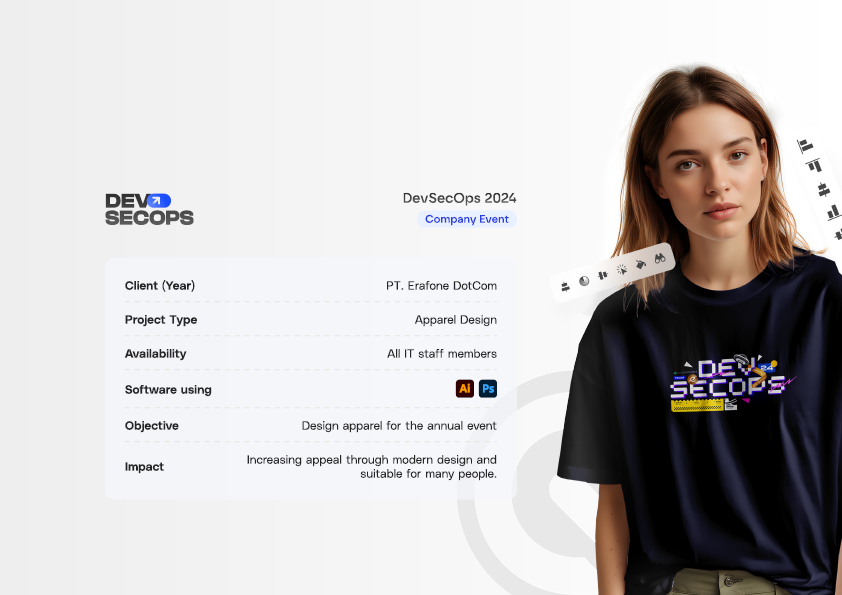 DEV
SECOPS
DevSecOps 2024
Company Event
Client (Year) PT. Erafone DotCom
Project Type Apparel Design
Availability All IT staff members
Software using Ai Ps
Objective Design apparel for the annual event
Impact Increasing appeal through modern design and
suitable for many people.
DEV 24
SECOPS